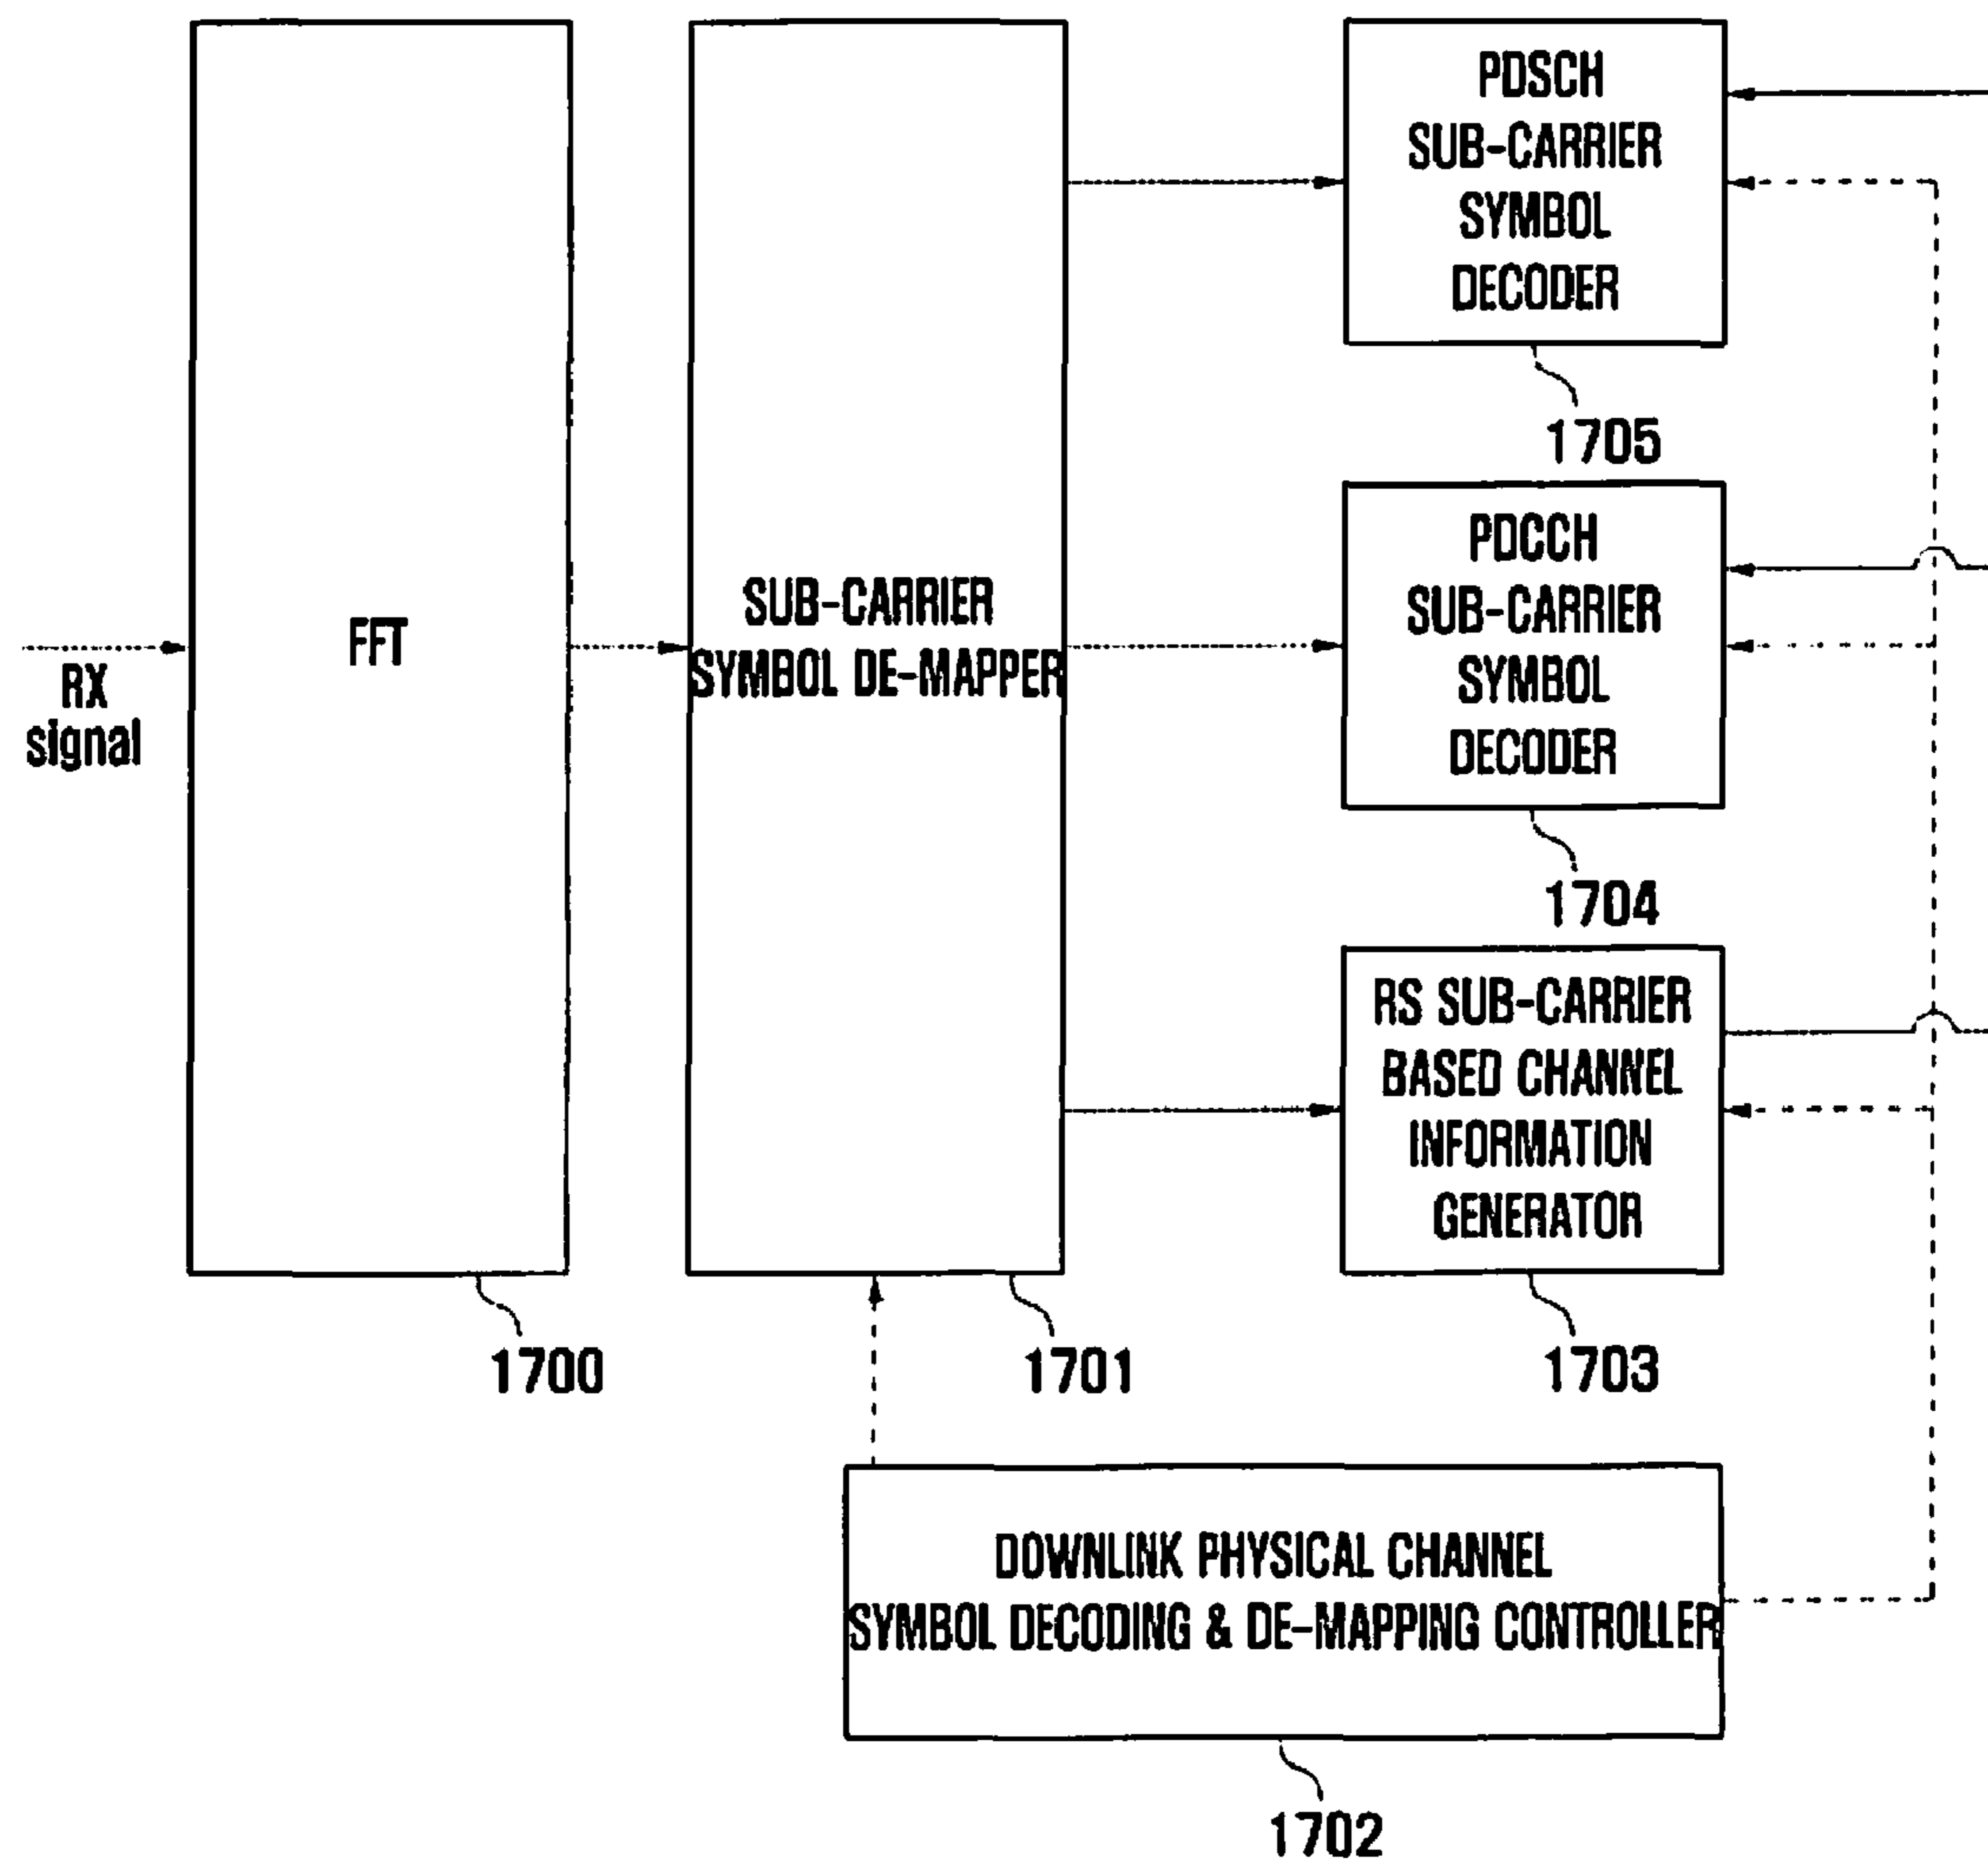 RX
signal
FFT
1700
SUB-CARRIER
SYMBOL DE-MAPPER
1701
PDSCH
SUB-CARRIER
SYMBOL
DECODER
1705
PDCCH
SUB-CARRIER
SYMBOL
DECODER
1704
RS SUB-CARRIER
BASED CHANNEL
INFORMATION
GENERATOR
1703
DOWNLINK PHYSICAL CHANNEL
SYMBOL DECODING & DE-MAPPING CONTROLLER
1702